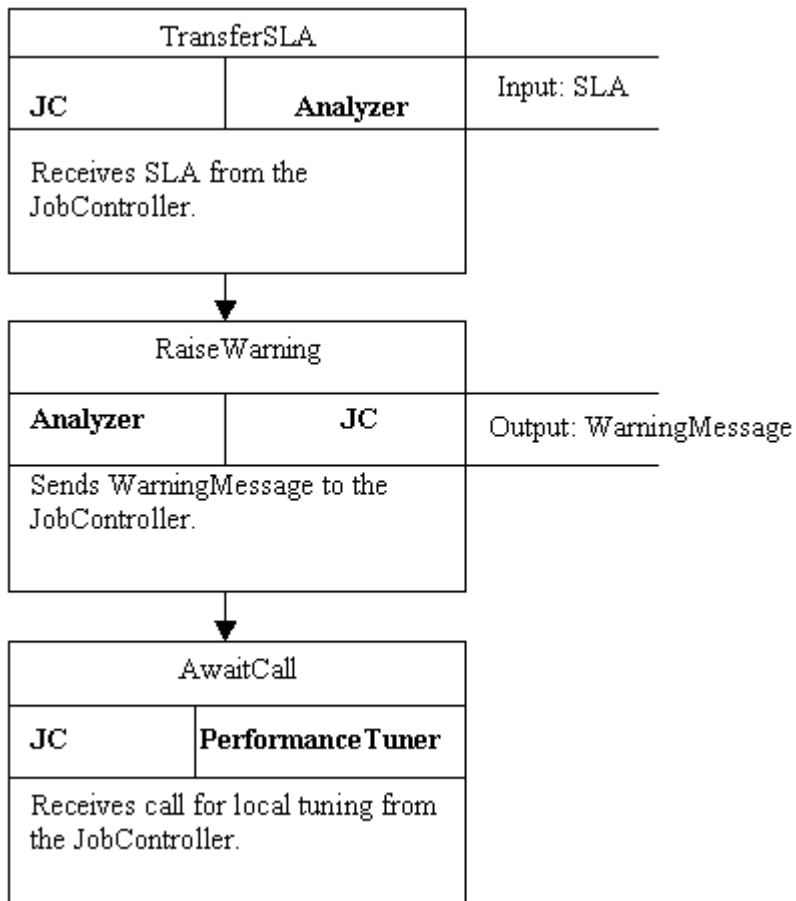 TransferSLA
JC
Analyzer
Input: SLA
Receives SLA from the
JobController.
RaiseWarning
Analyzer
JC
Output: WarningMessage
Sends WarningMessage to the
JobController.
AwaitCall
JC
PerformanceTuner
Receives call for local tuning from
the JobController.